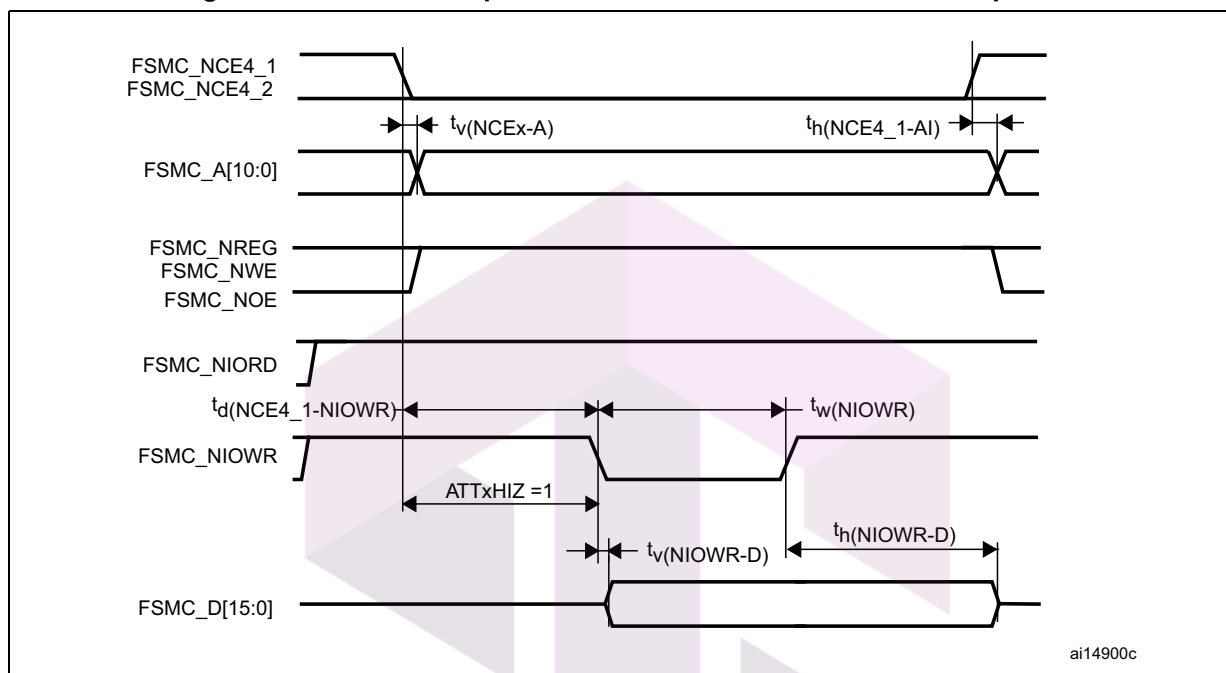 FSMC_NCE4_1
FSMC_NCE4_2
tv(NCEx-A)
th(NCE4_1-AI)
FSMC_A[10:0]
FSMC_NREG
FSMC_NWE
FSMC_NOE
FSMC_NIORD
td(NCE4_1-NIOWR)
tw(NIOWR)
FSMC_NIOWR
ATTxHIZ =1
th(NIOWR-D)
tv(NIOWR-D)
FSMC_D[15:0]
ai14900c